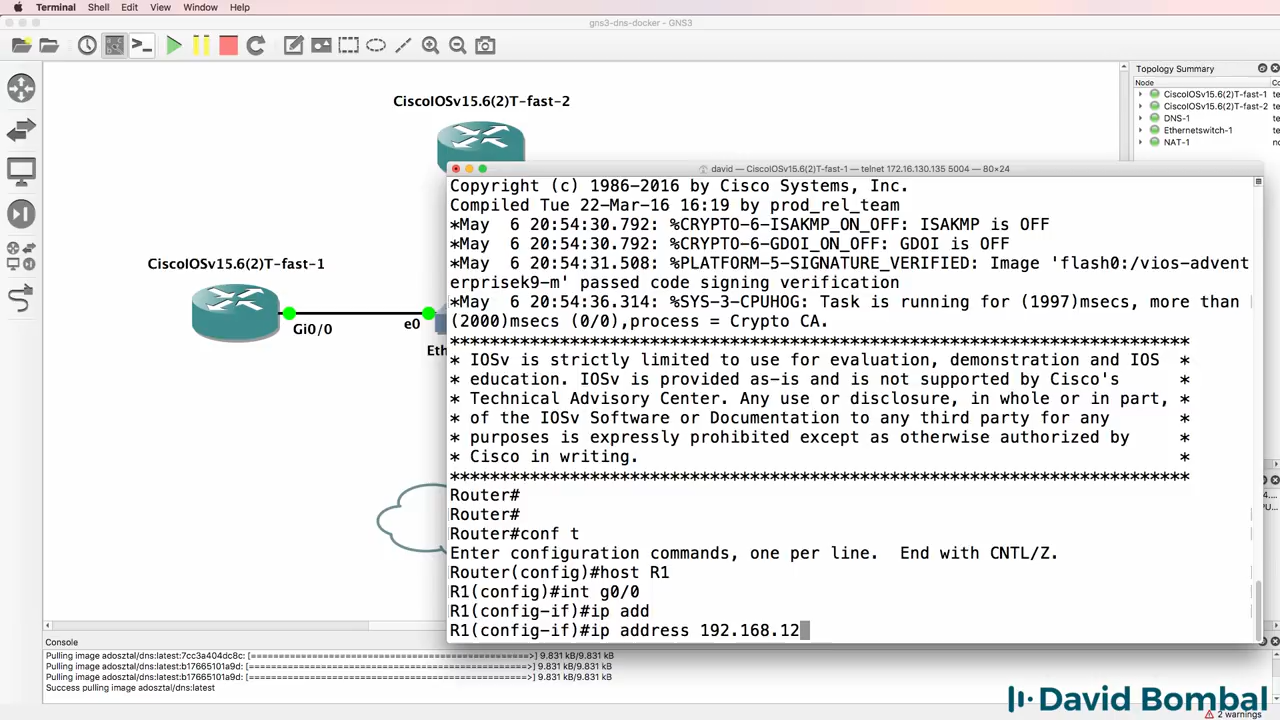 Terminal Shell Edit View Window Help
gns3-dns-docker - GNS3
CiscoIOSv15.6(2)T-fast-2
Topology Summary
Node
CiscoIOSv15.6(2)T-fast-1 te
CiscoIOSv15.6(2)T-fast-2 te
DNS-1 te
Ethernetswitch-1 te
NAT-1 no
david — CiscoIOSv15.6(2)T-fast-1 — telnet 172.16.130.135 5004 — 80×24
Copyright (c) 1986-2016 by Cisco Systems, Inc.
Compiled Tue 22-Mar-16 16:19 by prod_rel_team
*May  6 20:54:30.792: %CRYPTO-6-ISAKMP_ON_OFF: ISAKMP is OFF
*May  6 20:54:30.792: %CRYPTO-6-GDOI_ON_OFF: GDOI is OFF
*May  6 20:54:31.508: %PLATFORM-5-SIGNATURE_VERIFIED: Image 'flash0:/vios-advent
erprisek9-m' passed code signing verification
*May  6 20:54:36.314: %SYS-3-CPUHOG: Task is running for (1997)msecs, more than
(2000)msecs (0/0),process = Crypto CA.
**************************************************************************
* IOSv is strictly limited to use for evaluation, demonstration and IOS  *
* education. IOSv is provided as-is and is not supported by Cisco's      *
* Technical Advisory Center. Any use or disclosure, in whole or in part, *
* of the IOSv Software or Documentation to any third party for any       *
* purposes is expressly prohibited except as otherwise authorized by     *
* Cisco in writing.                                                      *
**************************************************************************
Router#
Router#
Router#conf t
Enter configuration commands, one per line.  End with CNTL/Z.
Router(config)#host R1
R1(config)#int g0/0
R1(config-if)#ip add
R1(config-if)#ip address 192.168.12
CiscoIOSv15.6(2)T-fast-1
Gi0/0
e0
Eth
Console
Pulling image adosztal/dns:latest:7cc3a404dc8c: [==================================================>] 9.831 kB/9.831 kB
Pulling image adosztal/dns:latest:b17665101a9d: [==================================================>] 9.831 kB/9.831 kB
Pulling image adosztal/dns:latest:b17665101a9d: [==================================================>] 9.831 kB/9.831 kB
Success pulling image adosztal/dns:latest
David Bombal
2 warnings